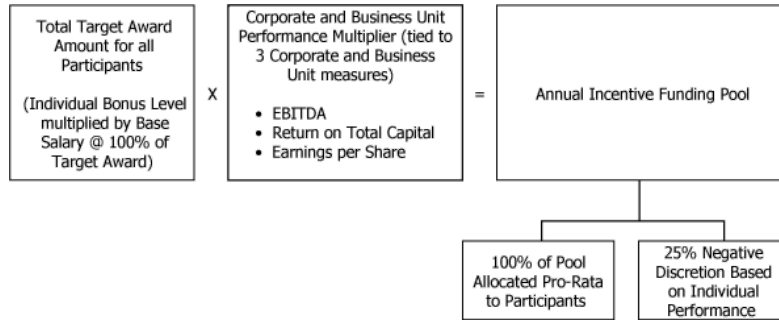 Total Target Award
Amount for all
Participants
(Individual Bonus Level
multiplied by Base
Salary @ 100% of
Target Award)
X
Corporate and Business Unit
Performance Multiplier (tied to
3 Corporate and Business
Unit measures)
• EBITDA
• Return on Total Capital
• Earnings per Share
=
Annual Incentive Funding Pool
100% of Pool
Allocated Pro-Rata
to Participants
25% Negative
Discretion Based
on Individual
Performance